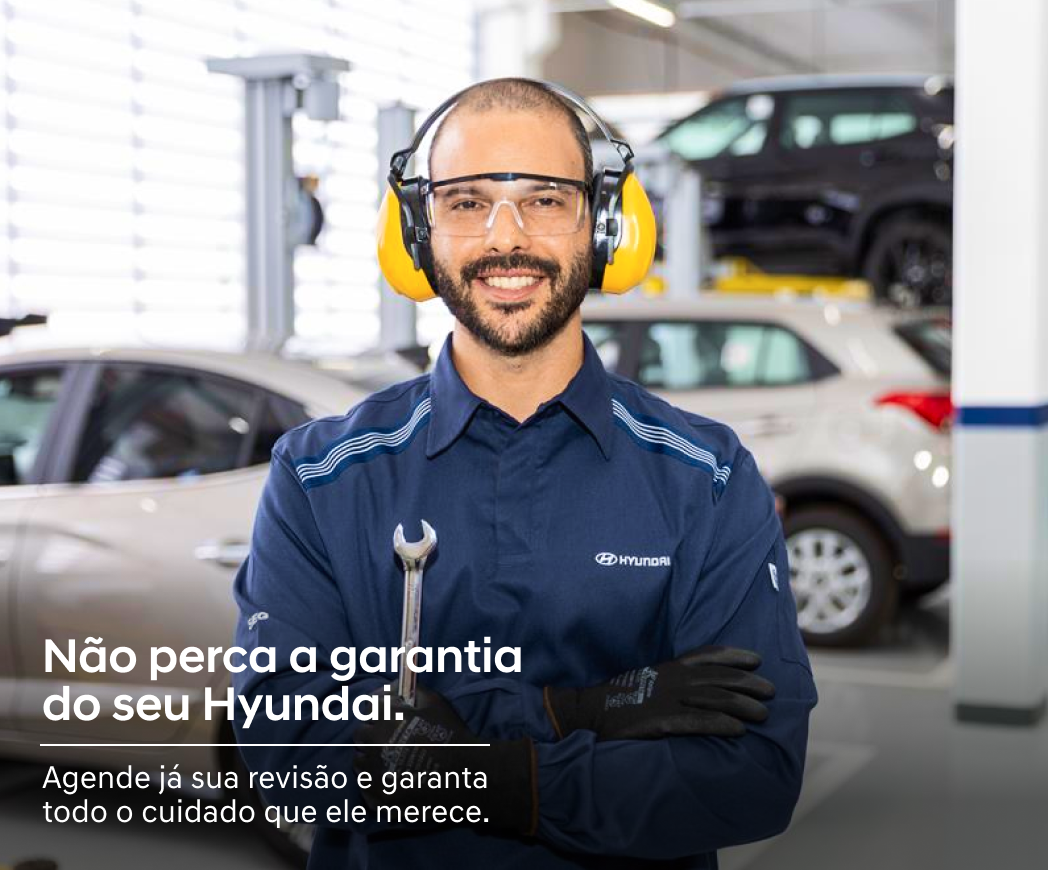 HYUNDAI
Não perca a garantia
do seu Hyundai.
Agende já sua revisão e garanta
todo o cuidado que ele merece.